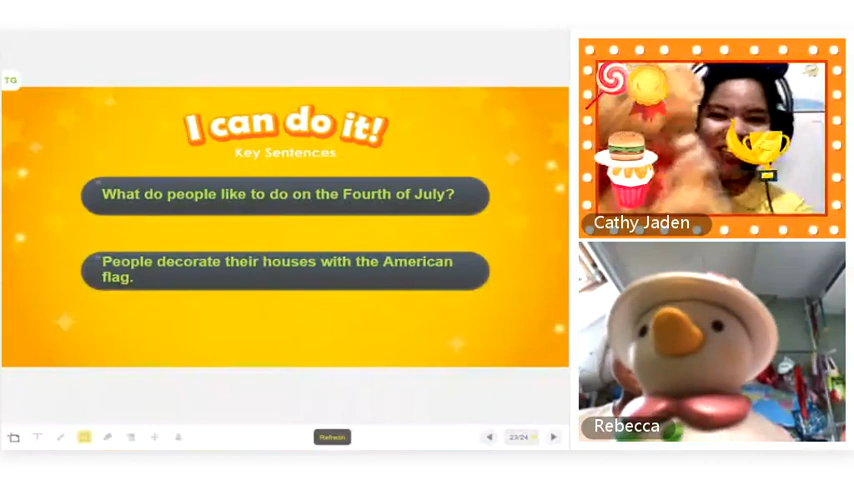 TG
I can do it!
Key Sentences
What do people like to do on the Fourth of July?
People decorate their houses with the American
flag.
Refresh
23/24
Cathy Jaden
Rebecca